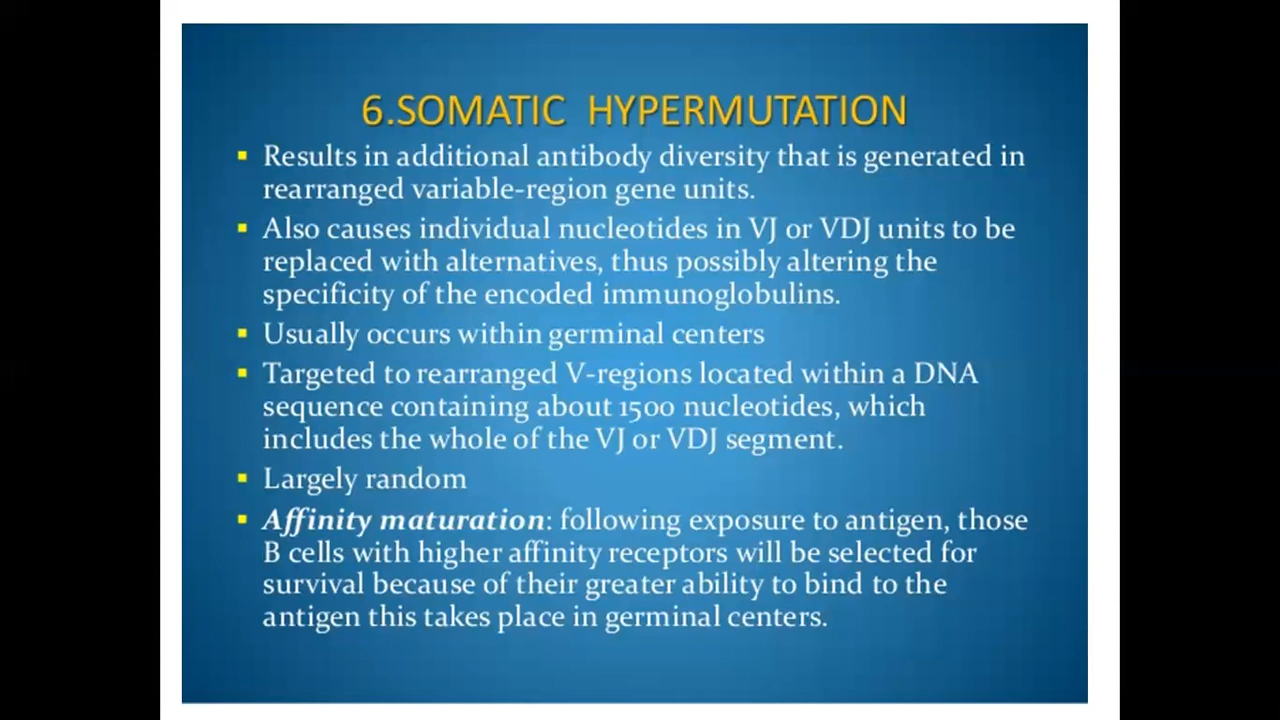 6.SOMATIC HYPERMUTATION
▪ Results in additional antibody diversity that is generated in
rearranged variable-region gene units.
▪ Also causes individual nucleotides in VJ or VDJ units to be
replaced with alternatives, thus possibly altering the
specificity of the encoded immunoglobulins.
▪ Usually occurs within germinal centers
▪ Targeted to rearranged V-regions located within a DNA
sequence containing about 1500 nucleotides, which
includes the whole of the VJ or VDJ segment.
▪ Largely random
▪ Affinity maturation: following exposure to antigen, those
B cells with higher affinity receptors will be selected for
survival because of their greater ability to bind to the
antigen this takes place in germinal centers.